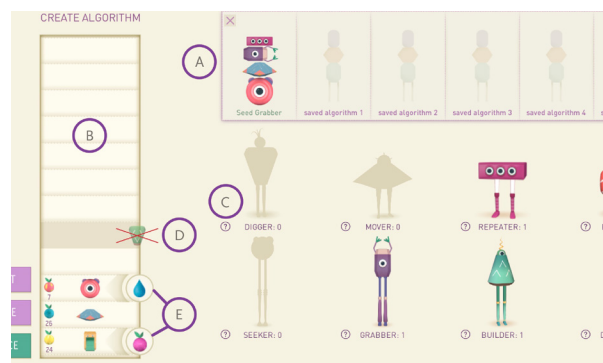 CREATE ALGORITHM
A
Seed Grabber
saved algorithm 1
saved algorithm 2
saved algorithm 3
saved algorithm 4
B
C
DIGGER: 0
MOVER: 0
REPEATER: 1
D
T
7
E
E
26
SEEKER: 0
GRABBER: 1
BUILDER: 1
CE
24